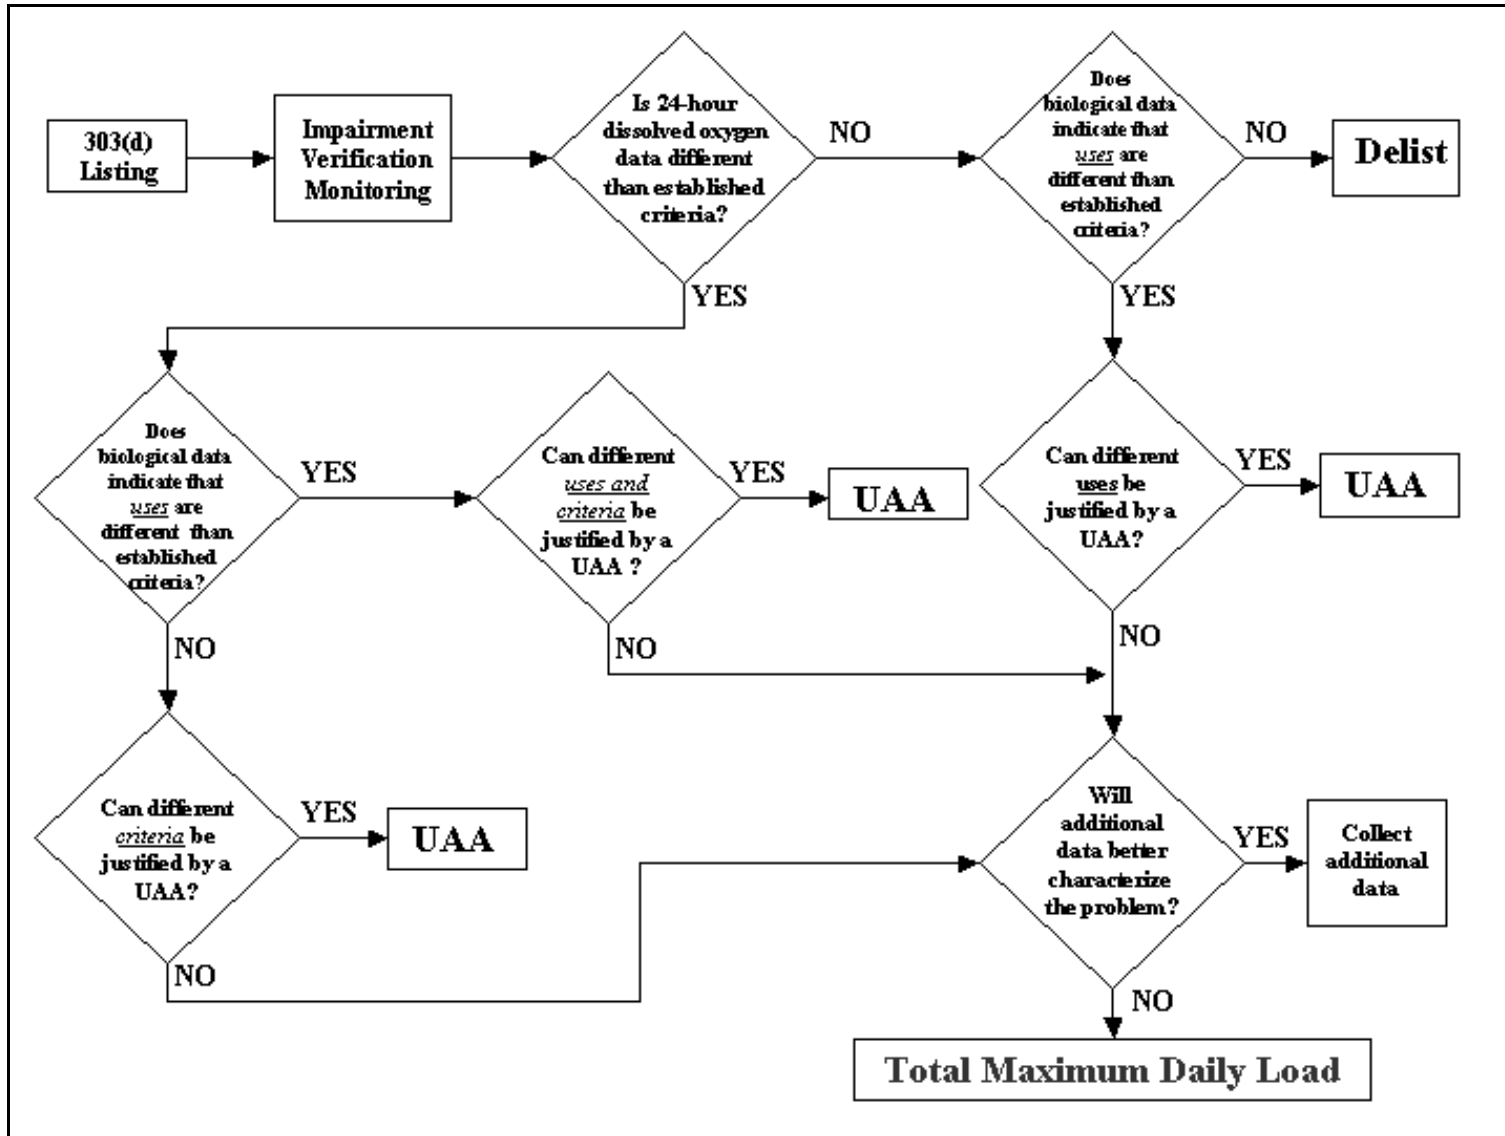 303(d)
Listing
Impairment
Verification
Monitoring
Is 24-hour
dissolved oxygen
data different
than established
criteria?
NO
Does
biological data
indicate that
uses are
different than
established
criteria?
NO
Delist
YES
YES
Does
biological data
indicate that
uses are
different than
established
criteria?
YES
Can different
uses and
criteria be
justified by a
UAA ?
YES
UAA
Can different
uses be
justified by a
UAA?
YES
UAA
NO
NO
NO
Can different
criteria be
justified by a
UAA?
YES
UAA
Will
additional
data better
characterize
the problem?
YES
Collect
additional
data
NO
NO
Total Maximum Daily Load